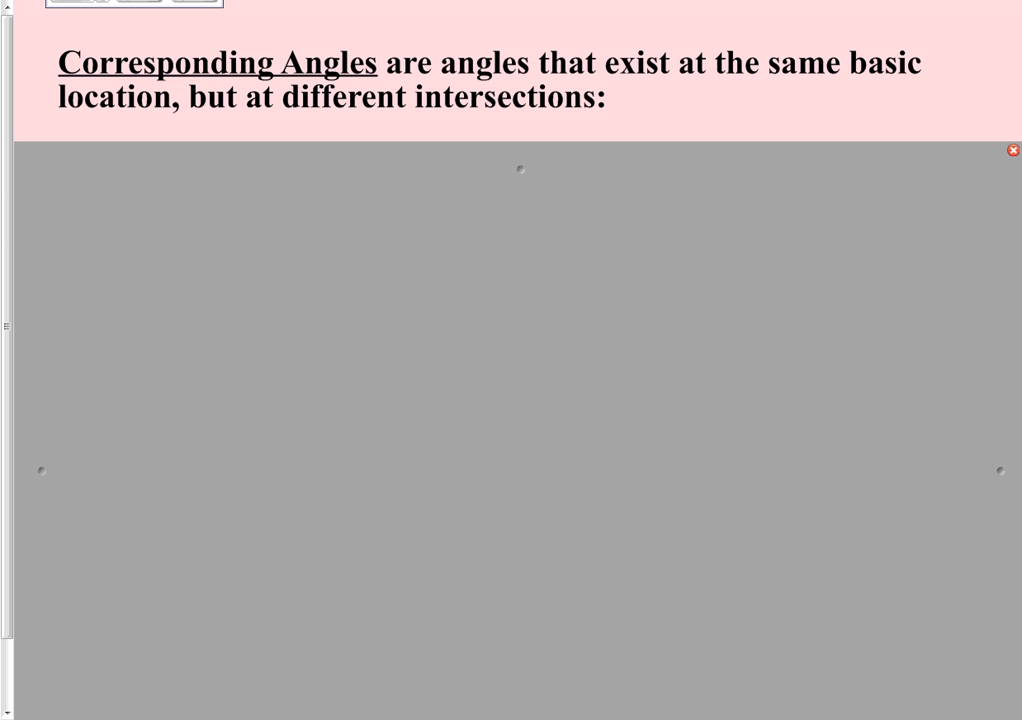 Corresponding Angles are angles that exist at the same basic
location, but at different intersections: